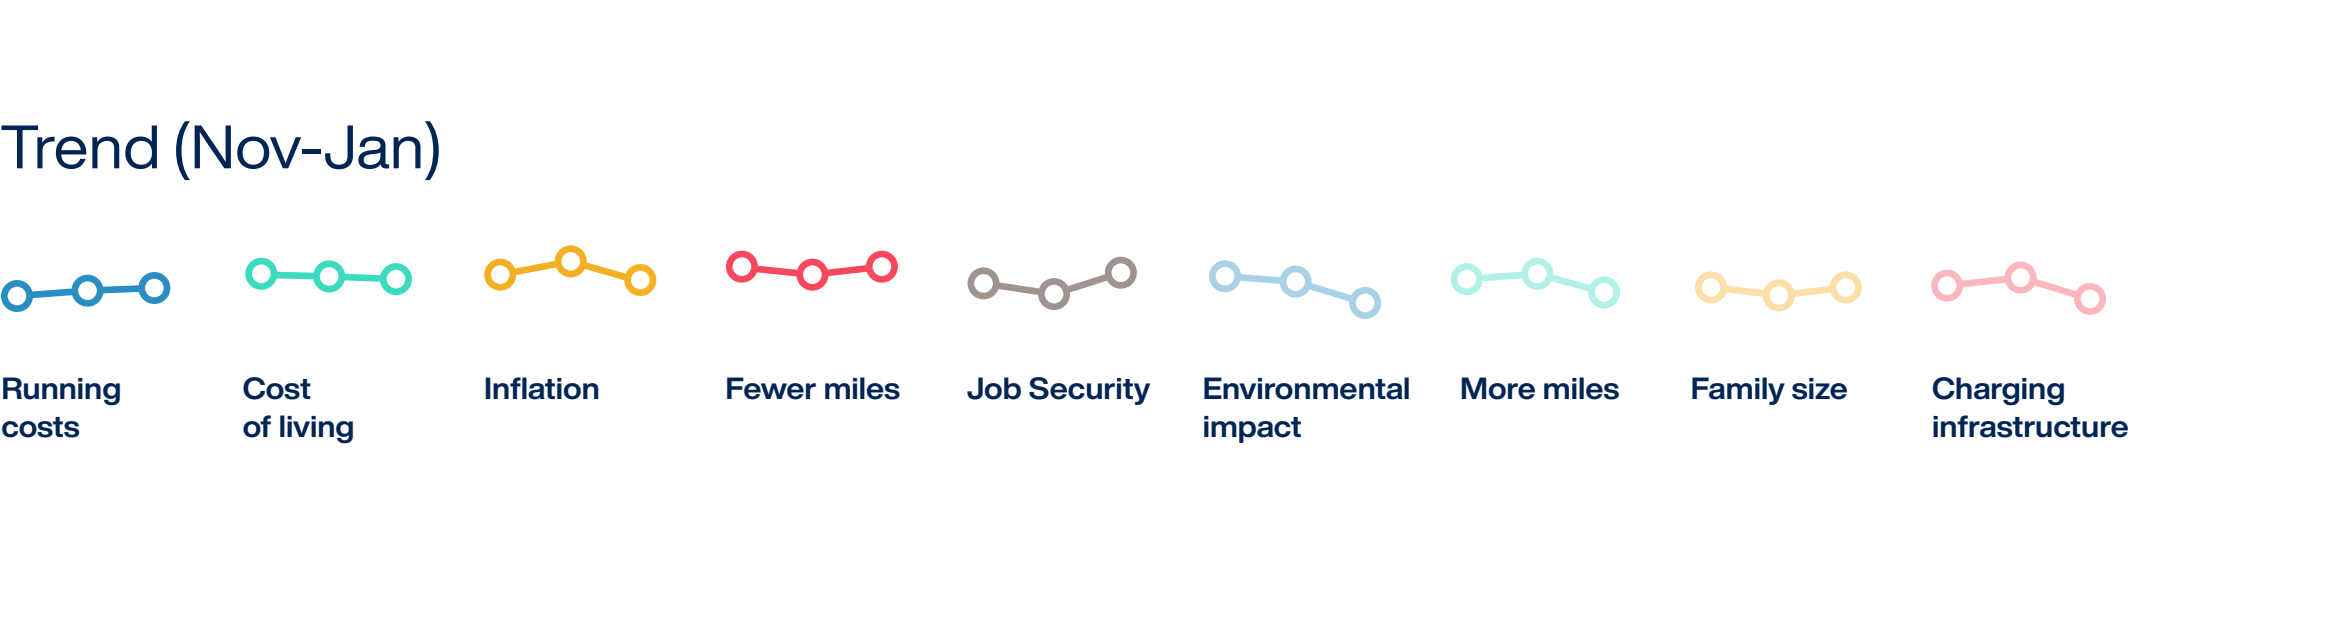 Trend (Nov-Jan)
Running
costs
Cost
of living
Inflation
Fewer miles
Job Security
Environmental
impact
More miles
Family size
Charging
infrastructure